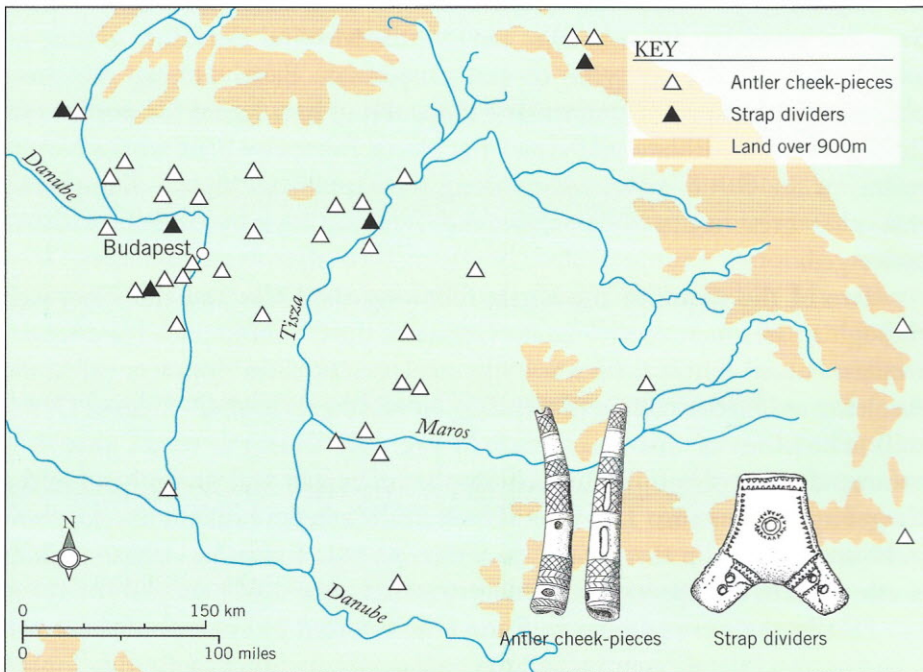 KEY
Antler cheek-pieces
Strap dividers
Land over 900m
Danube
Budapest
Tisza
Maros
N
0 150 km
0 100 miles
Danube
Antler cheek-pieces Strap dividers